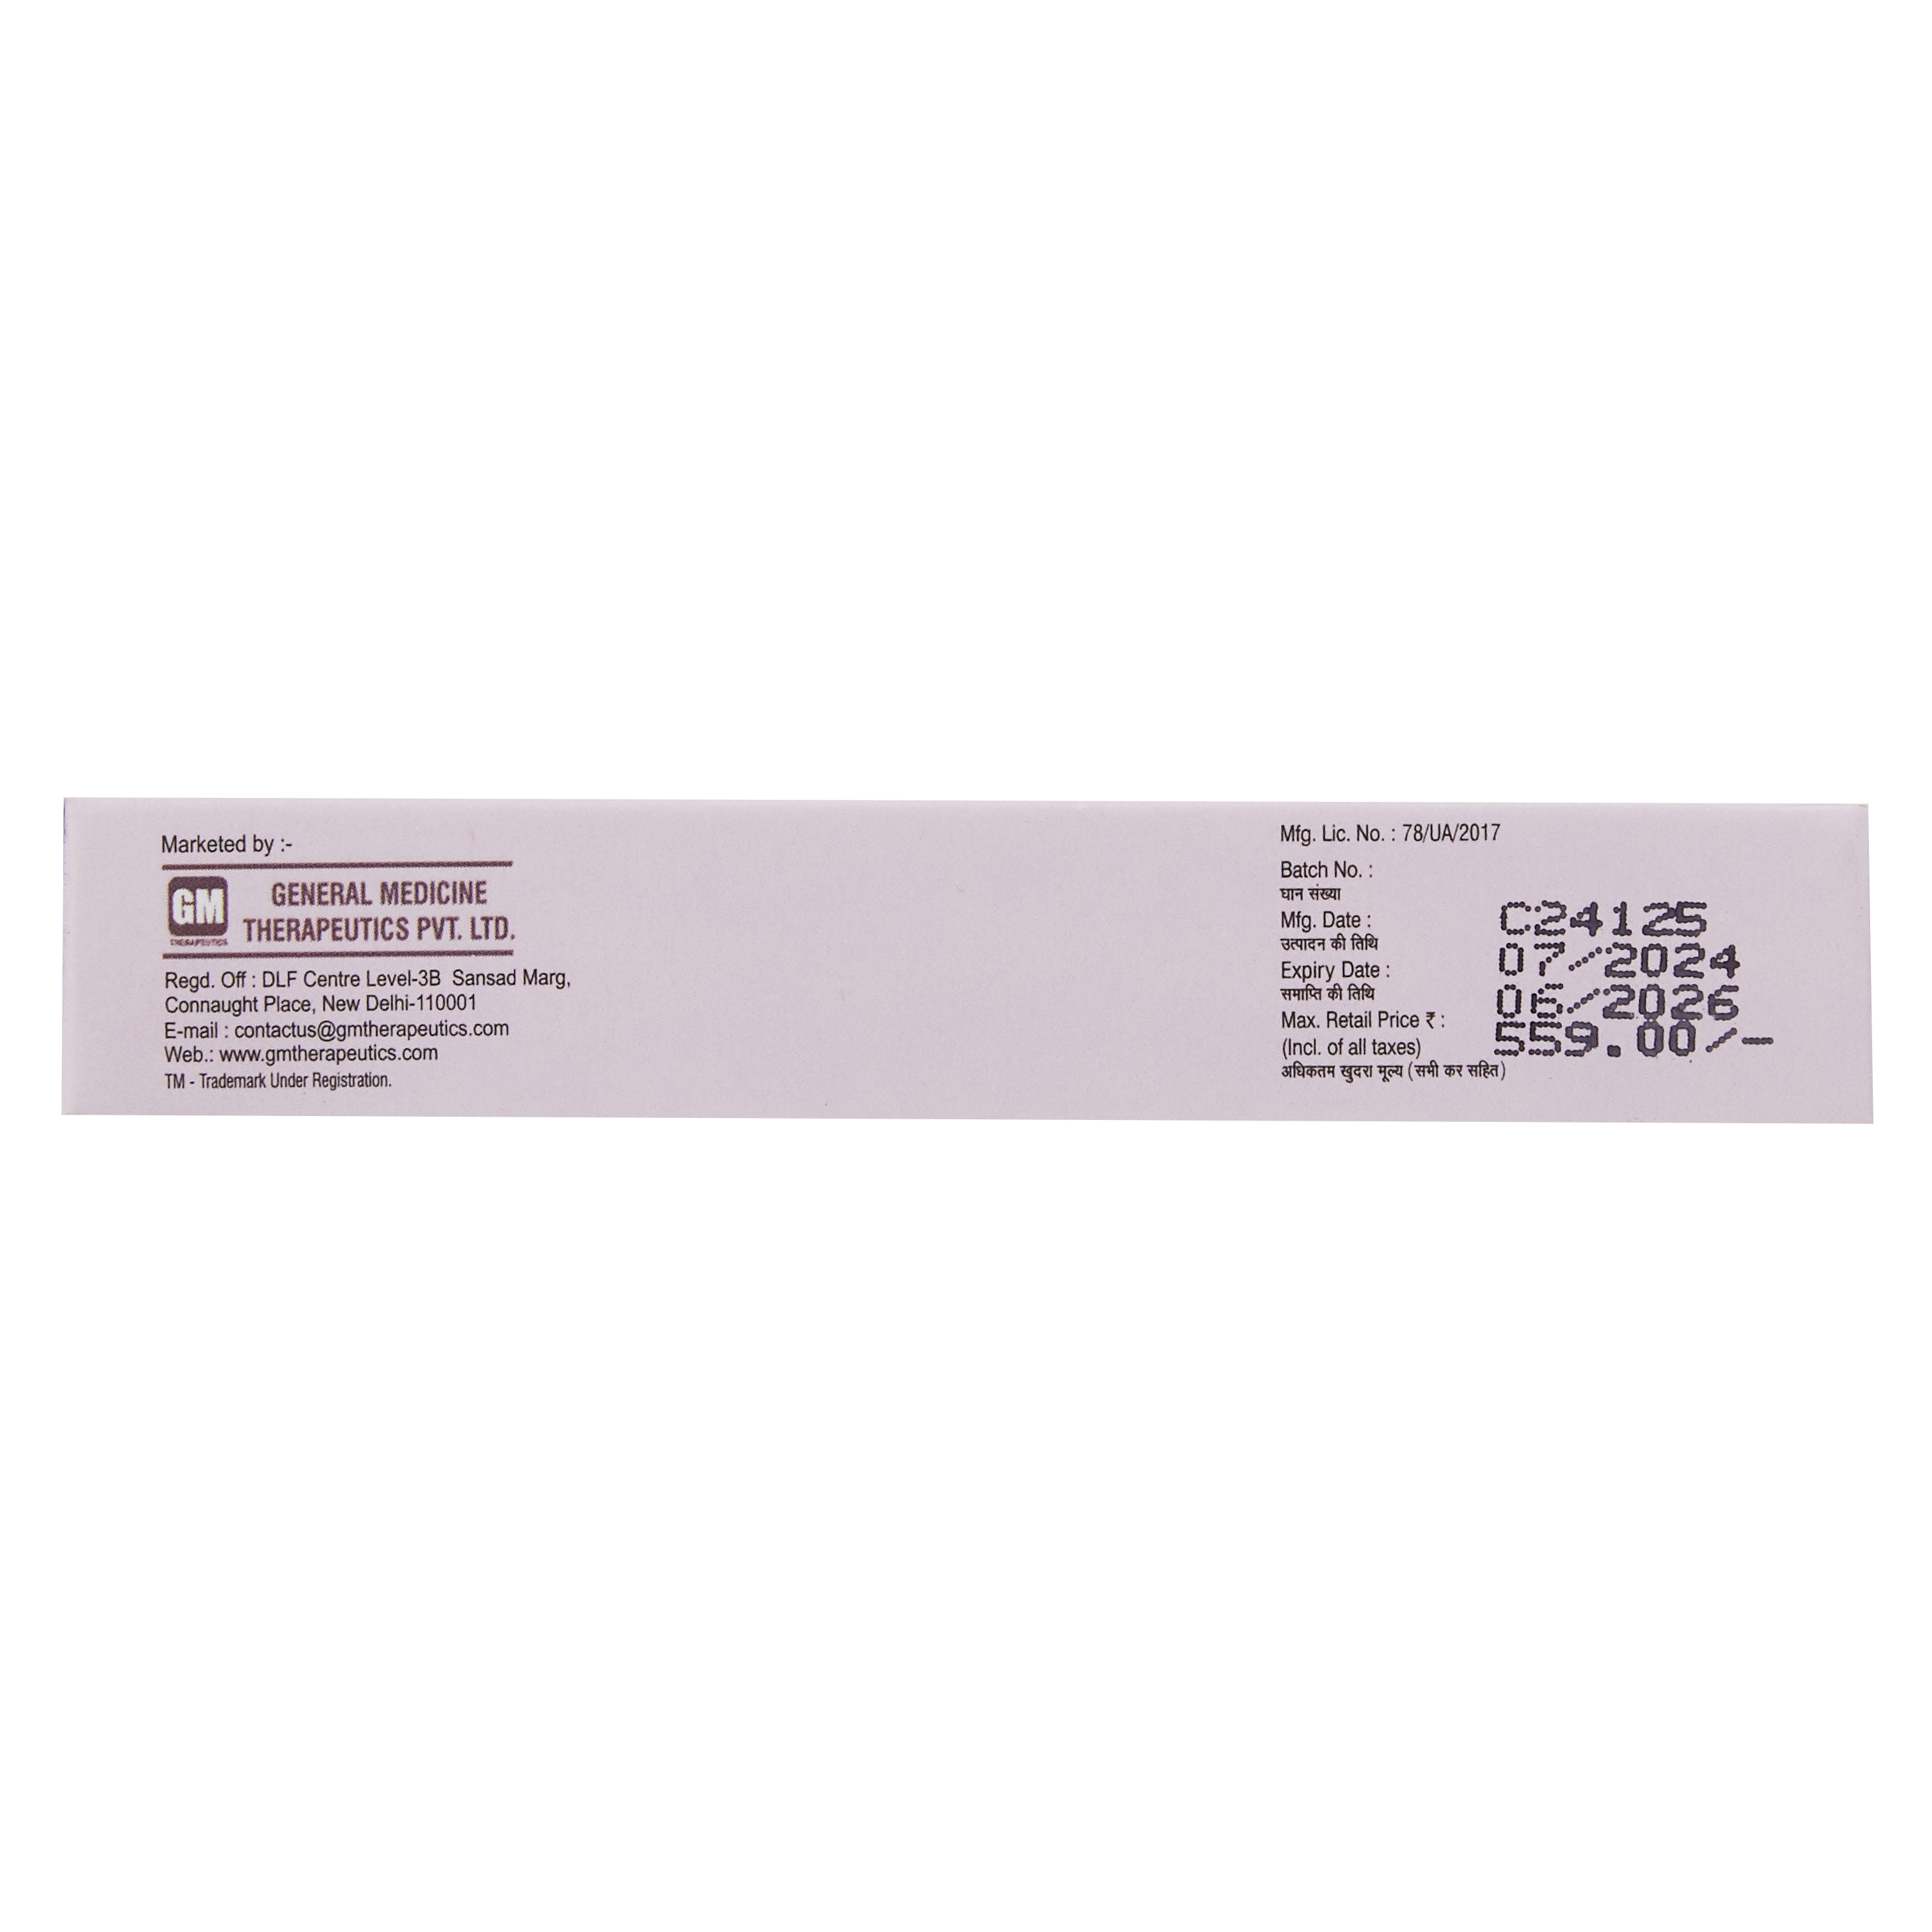 Marketed by :-
GM
THERAPEUTICS
GENERAL MEDICINE
THERAPEUTICS PVT. LTD.
Regd. Off : DLF Centre Level-3B Sansad Marg,
Connaught Place, New Delhi-110001
E-mail : contactus@gmtherapeutics.com
Web.: www.gmtherapeutics.com
TM - Trademark Under Registration.
Mfg. Lic. No. : 78/UA/2017
Batch No. :
घान संख्या
Mfg. Date :
उत्पादन की तिथि
Expiry Date :
समाप्ति की तिथि
Max. Retail Price ₹ :
(Incl. of all taxes)
अधिकतम खुदरा मूल्य (सभी कर सहित)
C24125
07/2024
06/2026
559.00/-